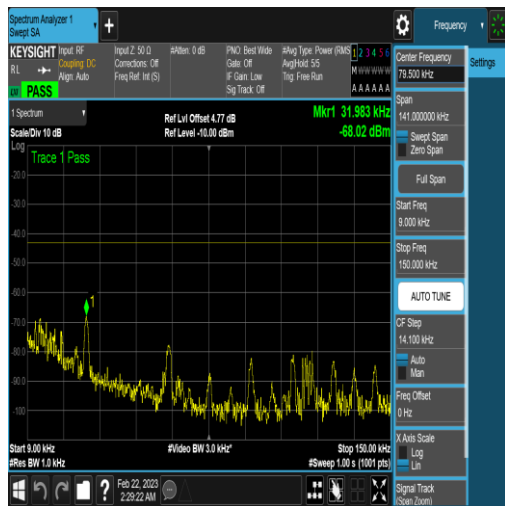 Spectrum Analyzer 1
Swept SA
+
Frequency
KEYSIGHT
Input: RF
Coupling: DC
Align: Auto
Input Z: 50 Ω
Corrections: Off
Freq Ref: Int (S)
#Atten: 0 dB
PNO: Best Wide
Gate: Off
IF Gain: Low
Sig Track: Off
#Avg Type: Power (RMS
Avg|Hold: 5/5
Trig: Free Run
1 2 3 4 5 6
M W W W W W
A A A A A A
RL
PASS
1 Spectrum
Scale/Div 10 dB
Ref Lvl Offset 4.77 dB
Ref Level -10.00 dBm
Mkr1 31.983 kHz
-68.02 dBm
Log
Trace 1 Pass
-20.0
-30.0
-40.0
-50.0
-60.0
-70.0
-80.0
-90.0
-100
1
Start 9.00 kHz
#Res BW 1.0 kHz
#Video BW 3.0 kHz*
Stop 150.00 kHz
#Sweep 1.00 s (1001 pts)
Feb 22, 2023
2:29:22 AM
?
Settings
Center Frequency
79.500 kHz
Span
141.000000 kHz
Swept Span
Zero Span
Full Span
Start Freq
9.000 kHz
Stop Freq
150.000 kHz
AUTO TUNE
CF Step
14.100 kHz
Auto
Man
Freq Offset
0 Hz
X Axis Scale
Log
Lin
Signal Track
(Span Zoom)